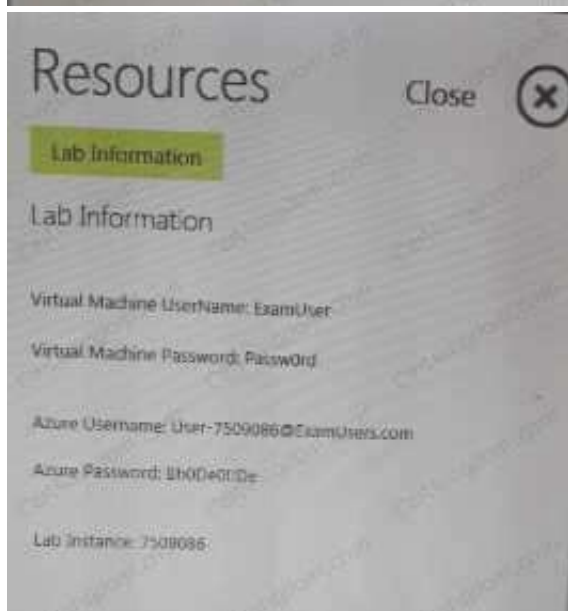 Resources
Close
Lab Information
Lab Information
Virtual Machine UserName: ExamUser
Virtual Machine Password: Passw0rd
Azure Username: User-7509086@ExamUsers.com
Azure Password:
Lab Instance: 7509086